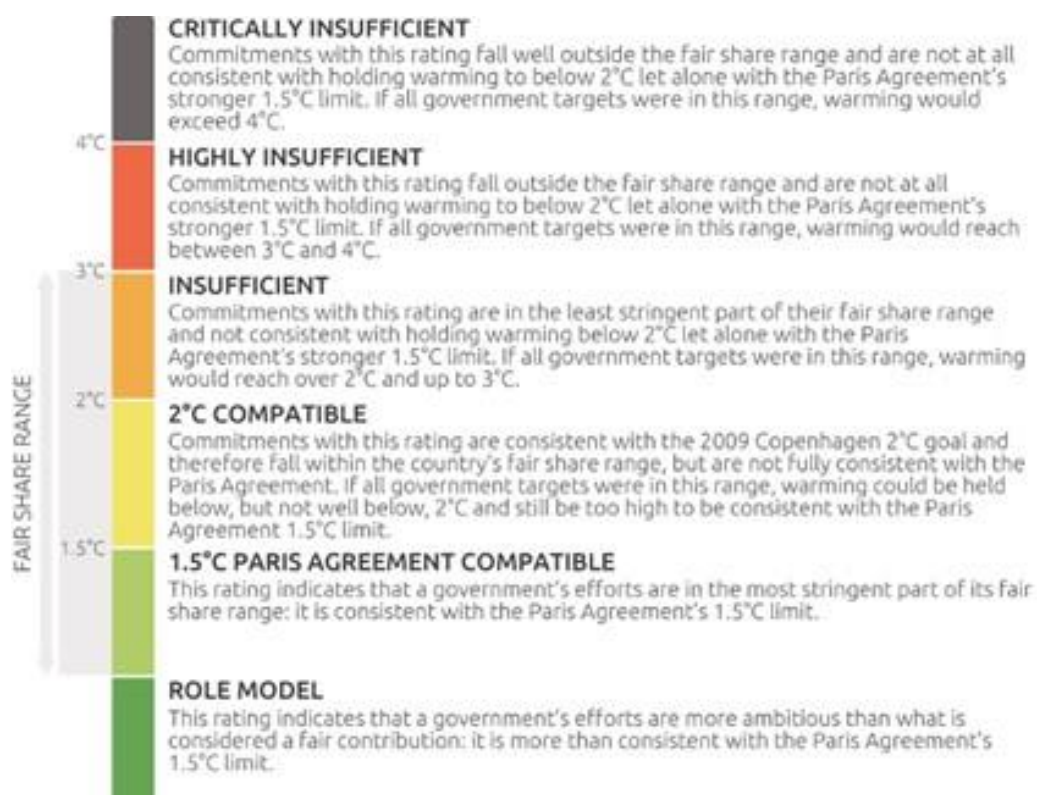 CRITICALLY INSUFFICIENT
Commitments with this rating fall well outside the fair share range and are not at all
consistent with holding warming to below 2°C let alone with the Paris Agreement's
stronger 1.5°C limit. If all government targets were in this range, warming would
exceed 4°C.
4°C
HIGHLY INSUFFICIENT
Commitments with this rating fall outside the fair share range and are not at all
consistent with holding warming to below 2°C let alone with the Paris Agreement's
stronger 1.5°C limit. If all government targets were in this range, warming would reach
between 3°C and 4°C.
3°C
INSUFFICIENT
Commitments with this rating are in the least stringent part of their fair share range
and not consistent with holding warming below 2°C let alone with the Paris
Agreement's stronger 1.5°C limit. If all government targets were in this range, warming
would reach over 2°C and up to 3°C.
2°C
2°C COMPATIBLE
Commitments with this rating are consistent with the 2009 Copenhagen 2°C goal and
therefore fall within the country's fair share range, but are not fully consistent with the
Paris Agreement. If all government targets were in this range, warming could be held
below, but not well below, 2°C and still be too high to be consistent with the Paris
Agreement 1.5°C limit.
1.5°C
1.5°C PARIS AGREEMENT COMPATIBLE
This rating indicates that a government's efforts are in the most stringent part of its fair
share range: it is consistent with the Paris Agreement's 1.5°C limit.
ROLE MODEL
This rating indicates that a government's efforts are more ambitious than what is
considered a fair contribution: it is more than consistent with the Paris Agreement's
1.5°C limit.
FAIR SHARE RANGE